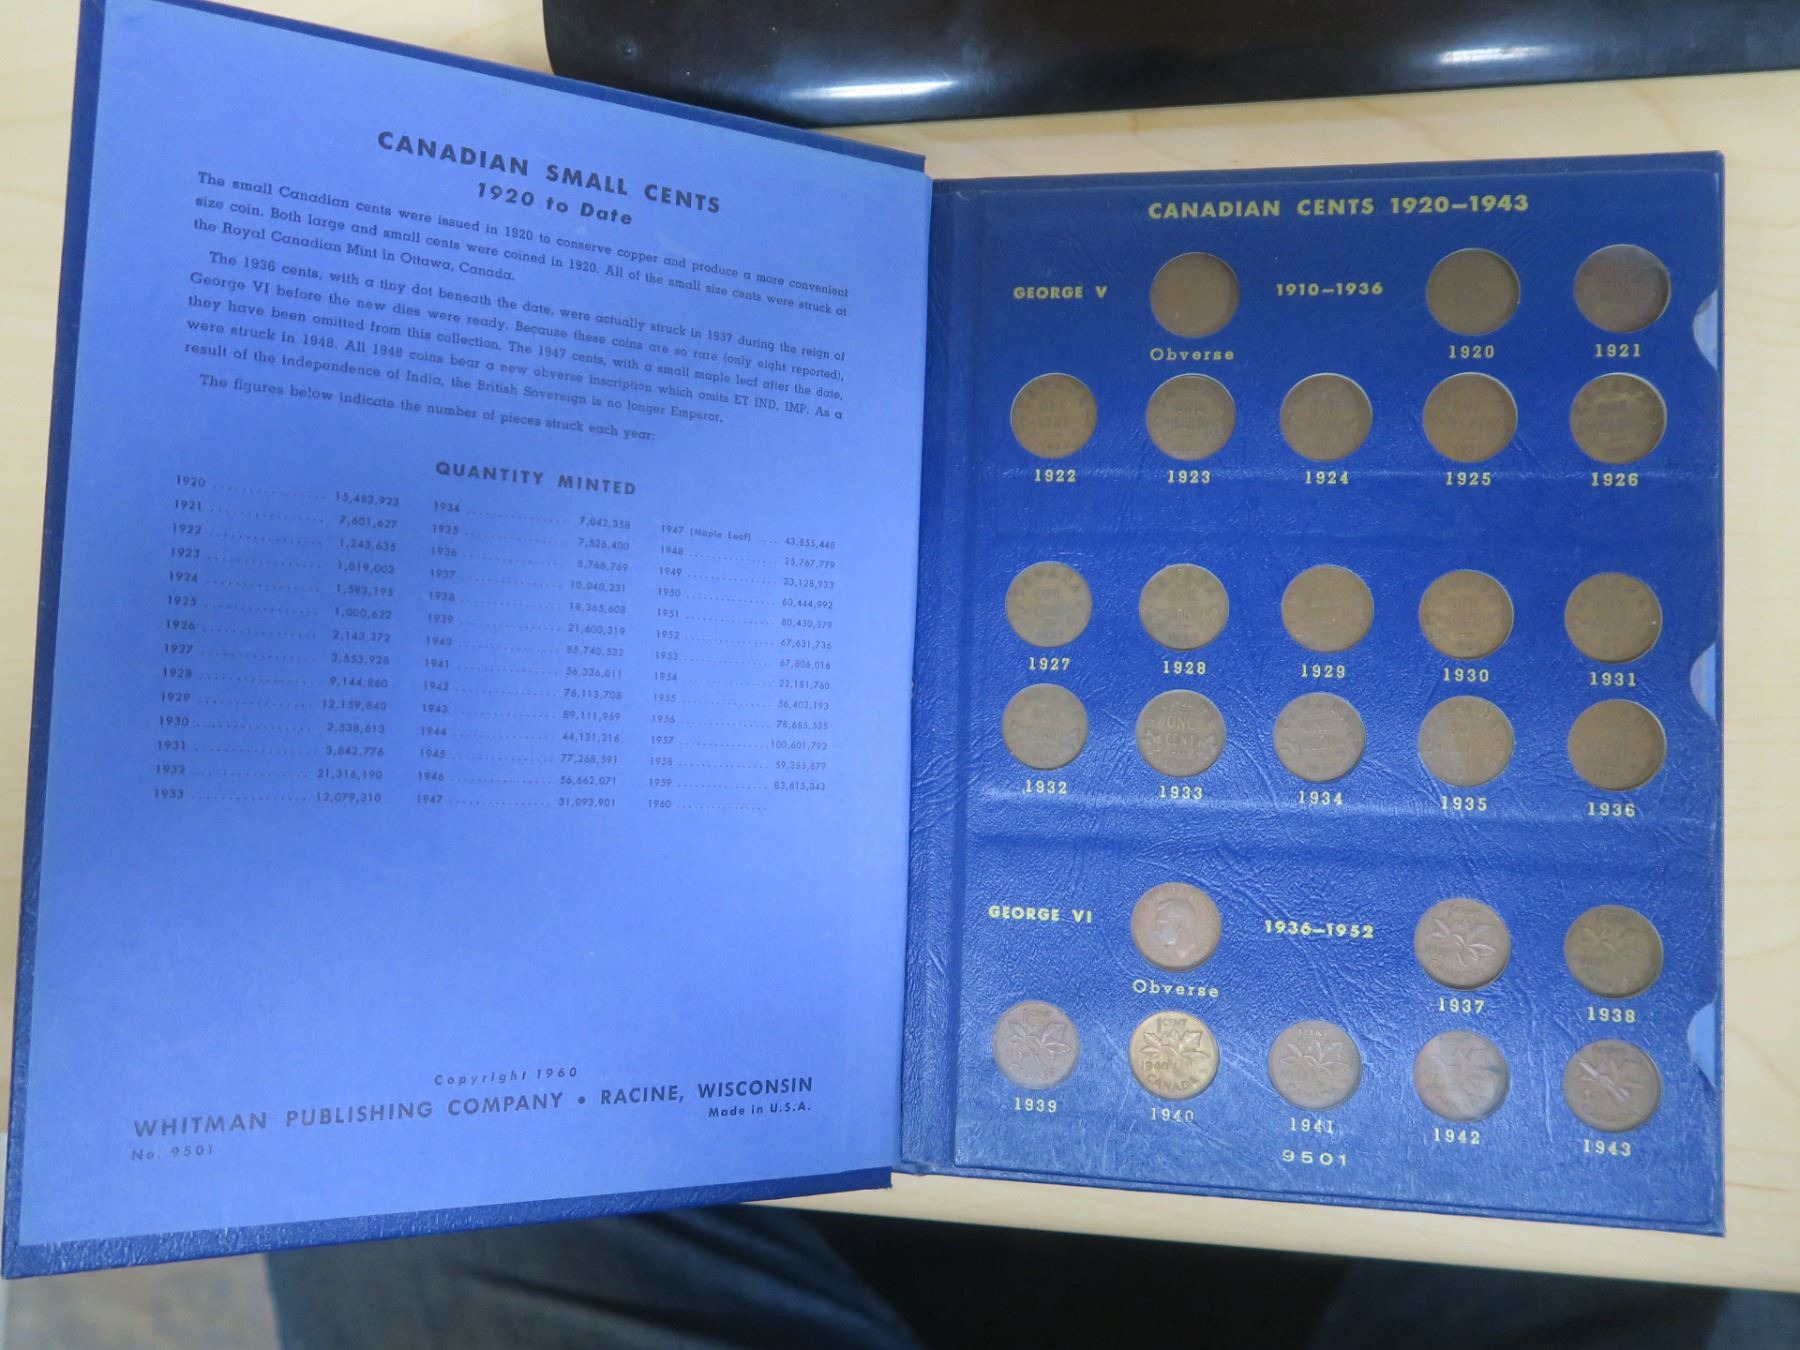 CANADIAN SMALL CENTS
1920 to Date
The small Canadian cents were issued in 1920 to conserve copper and produce a more convenient
size coin. Both large and small cents were coined in 1920. All of the small size cents were struck at
the Royal Canadian Mint in Ottawa, Canada.
The 1936 cents, with a tiny dot beneath the date, were actually struck in 1937 during the reign of
George VI before the new dies were ready. Because these coins are so rare (only eight reported),
they have been omitted from this collection. The 1947 cents, with a small maple leaf after the date,
were struck in 1948. All 1948 coins bear a new obverse inscription which omits ET IND. IMP. As a
result of the independence of India, the British Sovereign is no longer Emperor.
The figures below indicate the number of pieces struck each year:
QUANTITY MINTED
1920 .............. 15,483,923
1921 .............. 7,601,627
1922 .............. 1,243,635
1923 .............. 1,019,002
1924 .............. 1,593,195
1925 .............. 1,000,622
1926 .............. 2,143,372
1927 .............. 3,553,928
1928 .............. 9,144,860
1929 .............. 12,159,840
1930 .............. 2,538,613
1931 .............. 3,842,776
1932 .............. 21,316,190
1933 .............. 12,079,310
1934 .............. 7,042,358
1935 .............. 7,526,400
1936 .............. 8,768,769
1937 .............. 10,040,231
1938 .............. 18,365,608
1939 .............. 21,600,319
1940 .............. 85,740,532
1941 .............. 56,336,011
1942 .............. 76,113,708
1943 .............. 89,111,969
1944 .............. 44,131,216
1945 .............. 77,268,591
1946 .............. 56,662,071
1947 .............. 31,093,901
1947 (Maple Leaf) .... 43,855,448
1948 .............. 25,767,779
1949 .............. 33,128,933
1950 .............. 60,444,992
1951 .............. 80,430,379
1952 .............. 67,631,736
1953 .............. 67,806,016
1954 .............. 22,181,760
1955 .............. 56,403,193
1956 .............. 78,685,535
1957 .............. 100,601,792
1958 .............. 59,385,679
1959 .............. 83,615,343
1960 ..............
Copyright 1960
WHITMAN PUBLISHING COMPANY • RACINE, WISCONSIN
No. 9501 Made in U.S.A.
CANADIAN CENTS 1920–1943
GEORGE V 1910–1936
Obverse 1920 1921
1922 1923 1924 1925 1926
1927 1928 1929 1930 1931
1932 1933 1934 1935 1936
GEORGE VI 1936–1952
Obverse 1937 1938
1939 1940 1941 1942 1943
9501